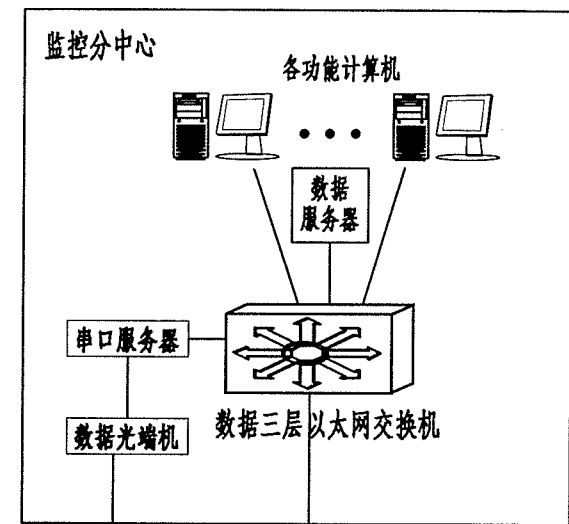 监控分中心
各功能计算机
数据
服务器
串口服务器
数据光端机
数据三层以太网交换机